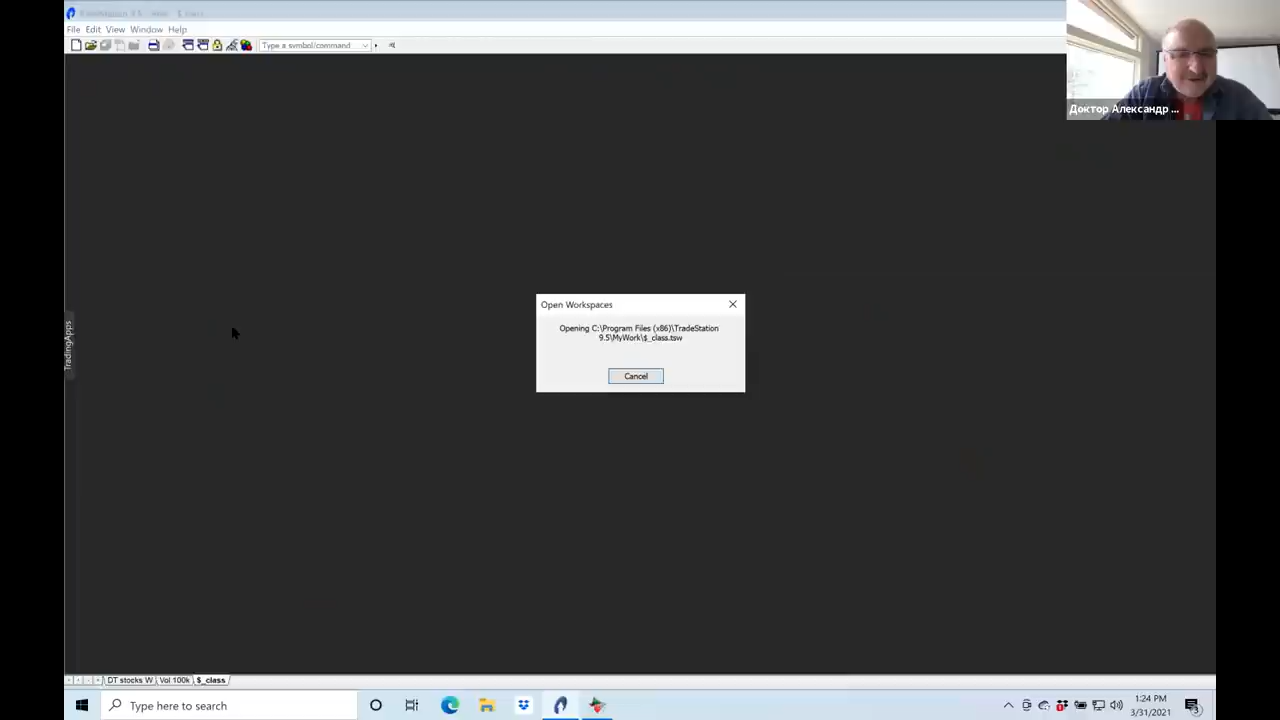 File Edit View Window Help
Type a symbol/command
Доктор Александр ...
TradingApps
Open Workspaces
Opening C:\Program Files (x86)\TradeStation
9.5\MyWork\$_class.tsw
Cancel
DT stocks W Vol 100k $_class
Type here to search
1:24 PM
3/31/2021
3